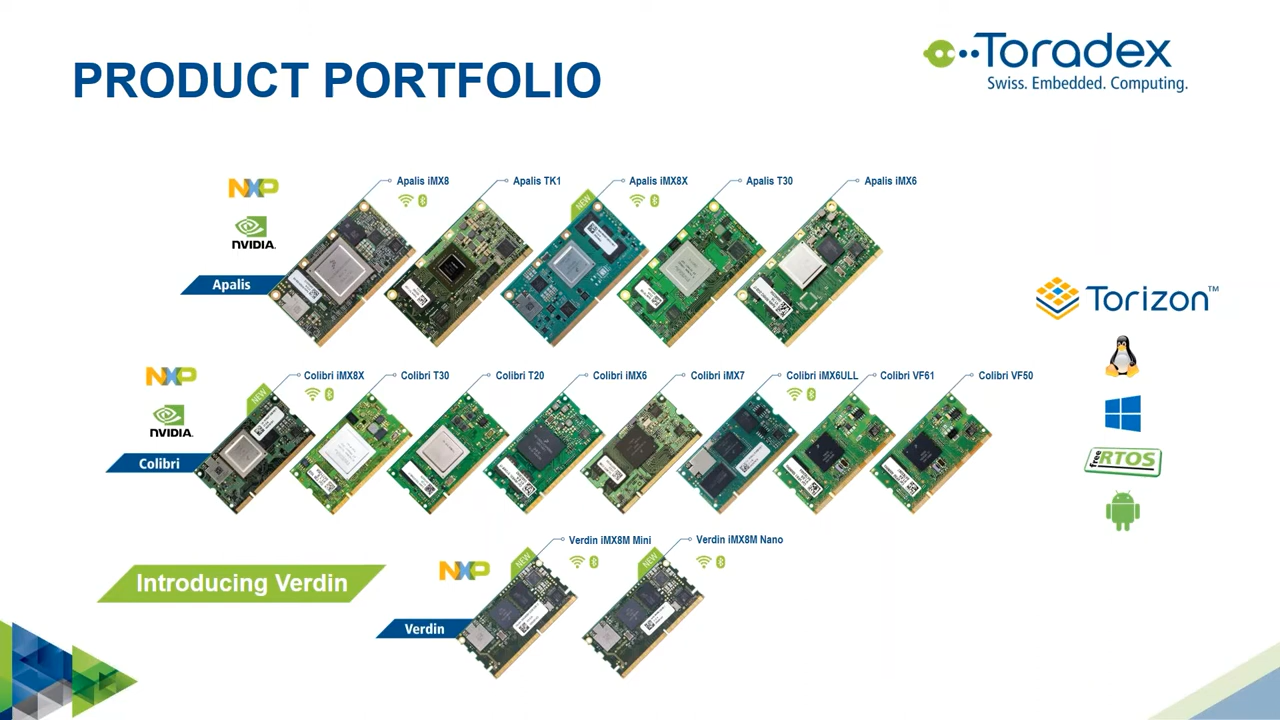 PRODUCT PORTFOLIO
Toradex
Swiss. Embedded. Computing.
NXP
NVIDIA.
Apalis
Apalis iMX8
Apalis TK1
NEW
Apalis iMX8X
Apalis T30
Apalis iMX6
Torizon™
NXP
NVIDIA.
Colibri
NEW
Colibri iMX8X
Colibri T30
Colibri T20
Colibri iMX6
Colibri iMX7
Colibri iMX6ULL
Colibri VF61
Colibri VF50
free RTOS
Introducing Verdin
NXP
Verdin
NEW
Verdin iMX8M Mini
NEW
Verdin iMX8M Nano